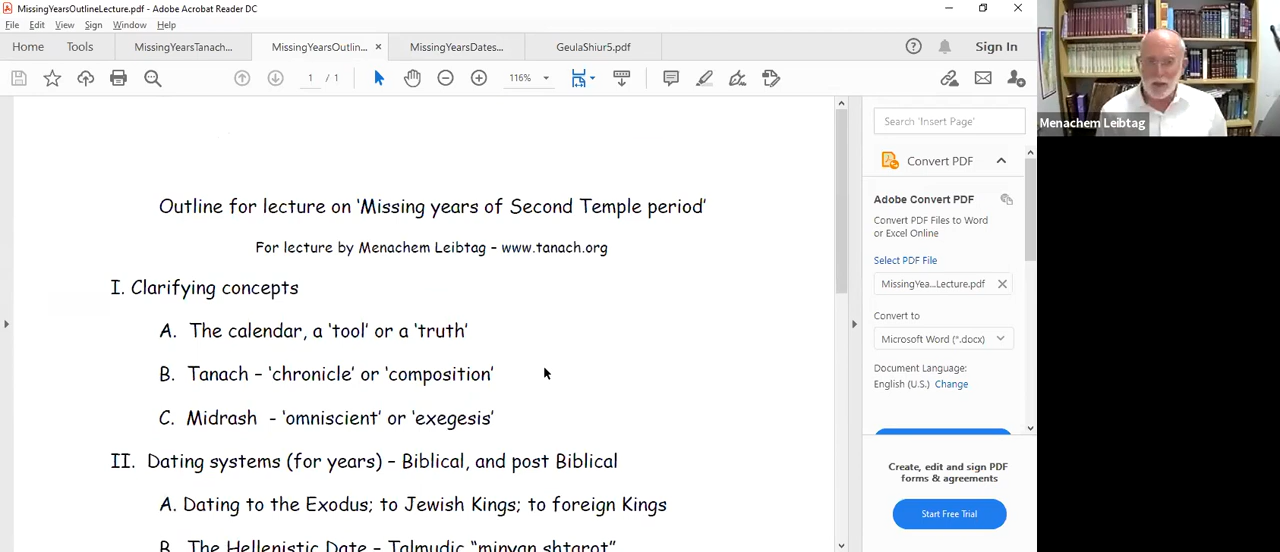 MissingYearsOutlineLecture.pdf - Adobe Acrobat Reader DC
File Edit View Sign Window Help
Home Tools MissingYearsTanach... MissingYearsOutlin... × MissingYearsDates... GeulaShiur5.pdf Sign In
1 / 1 116%
Outline for lecture on 'Missing years of Second Temple period'
For lecture by Menachem Leibtag – www.tanach.org
I. Clarifying concepts
A. The calendar, a 'tool' or a 'truth'
B. Tanach – 'chronicle' or 'composition'
C. Midrash - 'omniscient' or 'exegesis'
II. Dating systems (for years) – Biblical, and post Biblical
A. Dating to the Exodus; to Jewish Kings; to foreign Kings
B. The Hellenistic Date – Talmudic "minyan shtarot"
Search 'Insert Page'
Convert PDF
Adobe Convert PDF
Convert PDF Files to Word
or Excel Online
Select PDF File
MissingYea...Lecture.pdf
Convert to
Microsoft Word (*.docx)
Document Language:
English (U.S.) Change
Create, edit and sign PDF
forms & agreements
Start Free Trial
Menachem Leibtag